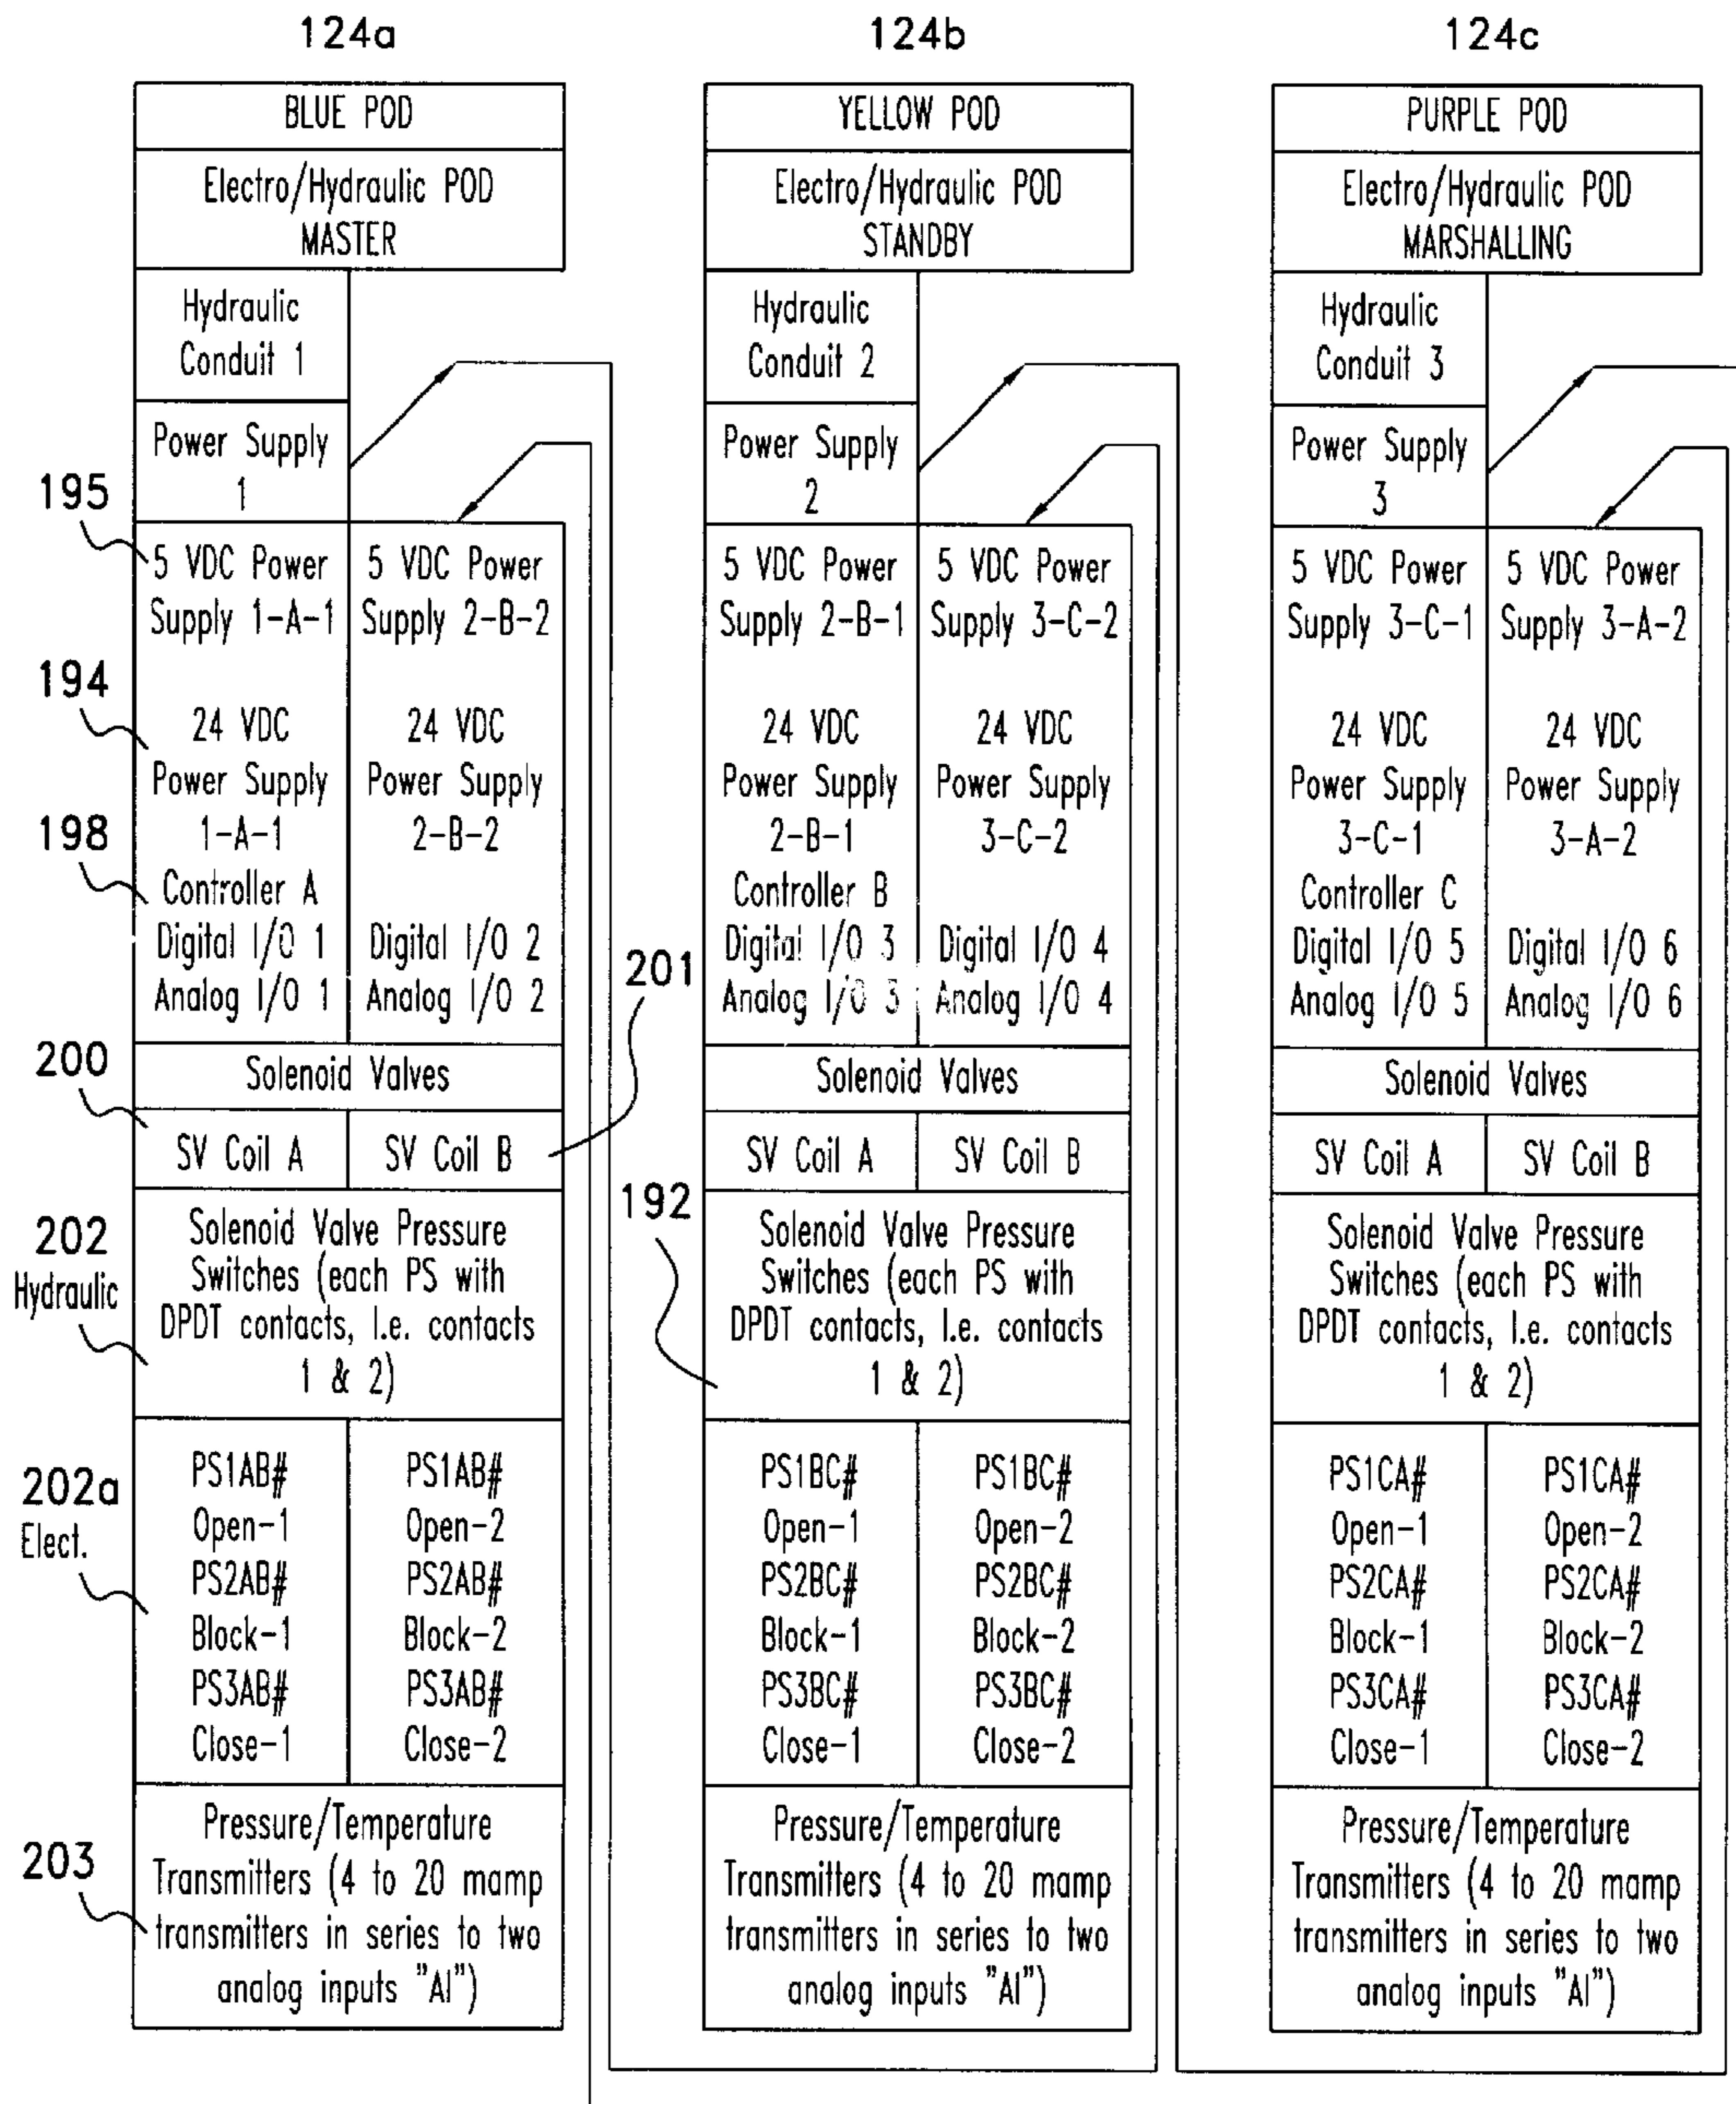 124a
BLUE POD
Electro/Hydraulic POD
MASTER
Hydraulic
Conduit 1
Power Supply
1
195
5 VDC Power
Supply 1-A-1
5 VDC Power
Supply 2-B-2
194
24 VDC
Power Supply
1-A-1
24 VDC
Power Supply
2-B-2
198
Controller A
Digital I/O 1
Analog I/O 1
Digital I/O 2
Analog I/O 2
201
200
Solenoid Valves
SV Coil A
SV Coil B
202
Hydraulic
Solenoid Valve Pressure
Switches (each PS with
DPDT contacts, I.e. contacts
1 & 2)
202a
Elect.
PS1AB#
Open-1
PS2AB#
Block-1
PS3AB#
Close-1
PS1AB#
Open-2
PS2AB#
Block-2
PS3AB#
Close-2
203
Pressure/Temperature
Transmitters (4 to 20 mamp
transmitters in series to two
analog inputs "AI")
124b
YELLOW POD
Electro/Hydraulic POD
STANDBY
Hydraulic
Conduit 2
Power Supply
2
5 VDC Power
Supply 2-B-1
5 VDC Power
Supply 3-C-2
24 VDC
Power Supply
2-B-1
24 VDC
Power Supply
3-C-2
Controller B
Digital I/O 3
Analog I/O 3
Digital I/O 4
Analog I/O 4
Solenoid Valves
SV Coil A
SV Coil B
192
Solenoid Valve Pressure
Switches (each PS with
DPDT contacts, I.e. contacts
1 & 2)
PS1BC#
Open-1
PS2BC#
Block-1
PS3BC#
Close-1
PS1BC#
Open-2
PS2BC#
Block-2
PS3BC#
Close-2
Pressure/Temperature
Transmitters (4 to 20 mamp
transmitters in series to two
analog inputs "AI")
124c
PURPLE POD
Electro/Hydraulic POD
MARSHALLING
Hydraulic
Conduit 3
Power Supply
3
5 VDC Power
Supply 3-C-1
5 VDC Power
Supply 3-A-2
24 VDC
Power Supply
3-C-1
24 VDC
Power Supply
3-A-2
Controller C
Digital I/O 5
Analog I/O 5
Digital I/O 6
Analog I/O 6
Solenoid Valves
SV Coil A
SV Coil B
Solenoid Valve Pressure
Switches (each PS with
DPDT contacts, I.e. contacts
1 & 2)
PS1CA#
Open-1
PS2CA#
Block-1
PS3CA#
Close-1
PS1CA#
Open-2
PS2CA#
Block-2
PS3CA#
Close-2
Pressure/Temperature
Transmitters (4 to 20 mamp
transmitters in series to two
analog inputs "AI")